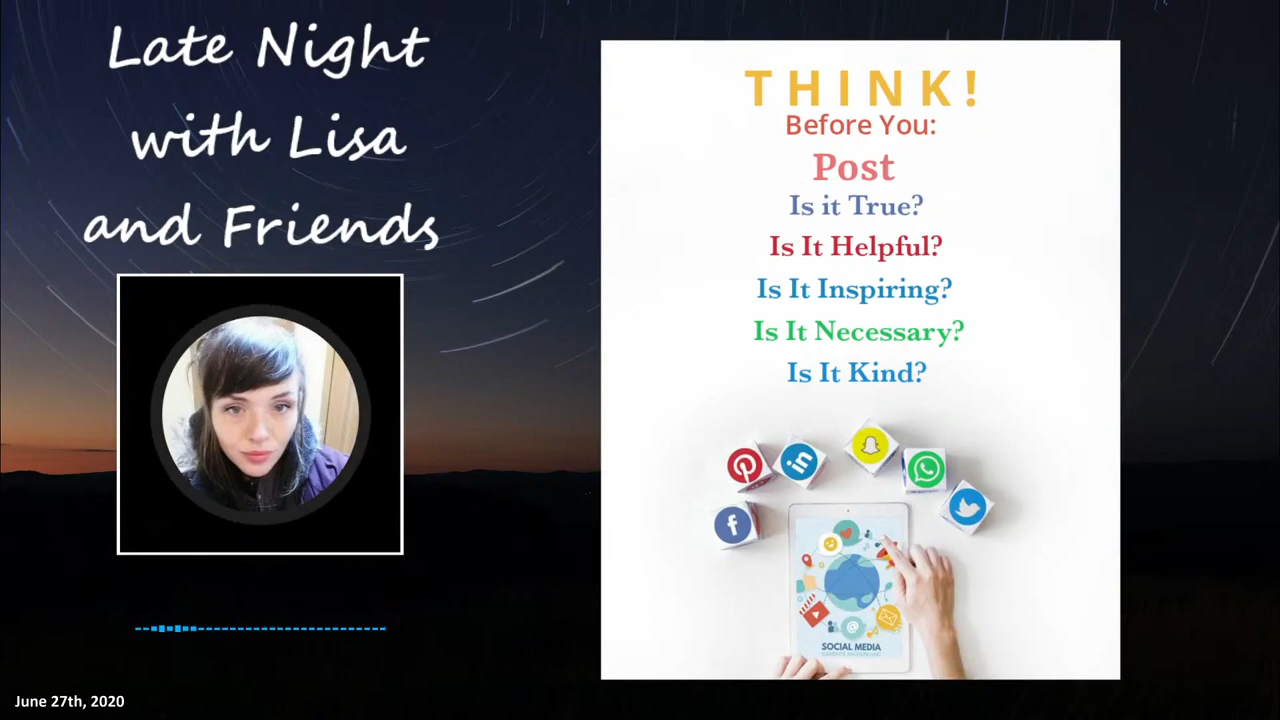 Late Night
with Lisa
and Friends
THINK!
Before You:
Post
Is it True?
Is It Helpful?
Is It Inspiring?
Is It Necessary?
Is It Kind?
SOCIAL MEDIA
June 27th, 2020